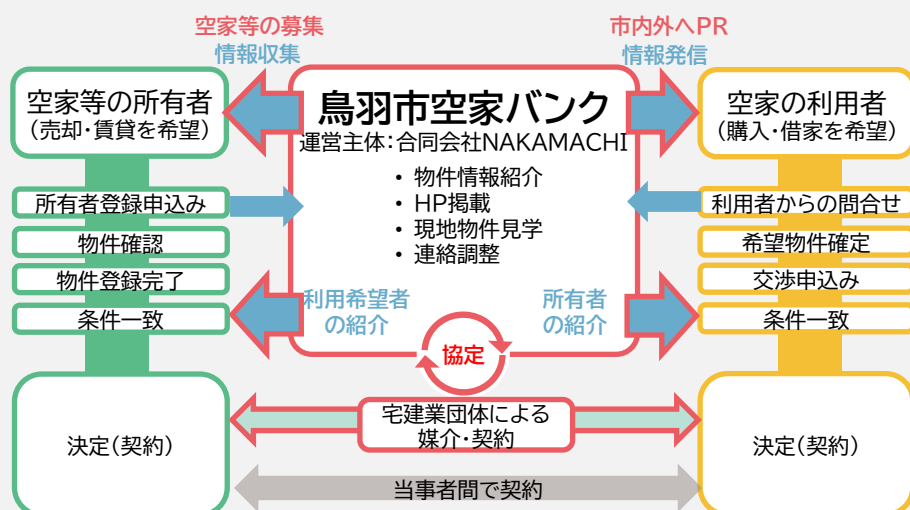 空家等の募集
情報収集
市内外へPR
情報発信
空家等の所有者
(売却・賃貸を希望)
鳥羽市空家バンク
運営主体:合同会社NAKAMACHI
・物件情報紹介
・HP掲載
・現地物件見学
・連絡調整
空家の利用者
(購入・借家を希望)
所有者登録申込み
物件確認
物件登録完了
条件一致
利用者からの問合せ
希望物件確定
交渉申込み
条件一致
利用希望者
の紹介
所有者
の紹介
協定
決定(契約)
宅建業団体による
媒介・契約
決定(契約)
当事者間で契約